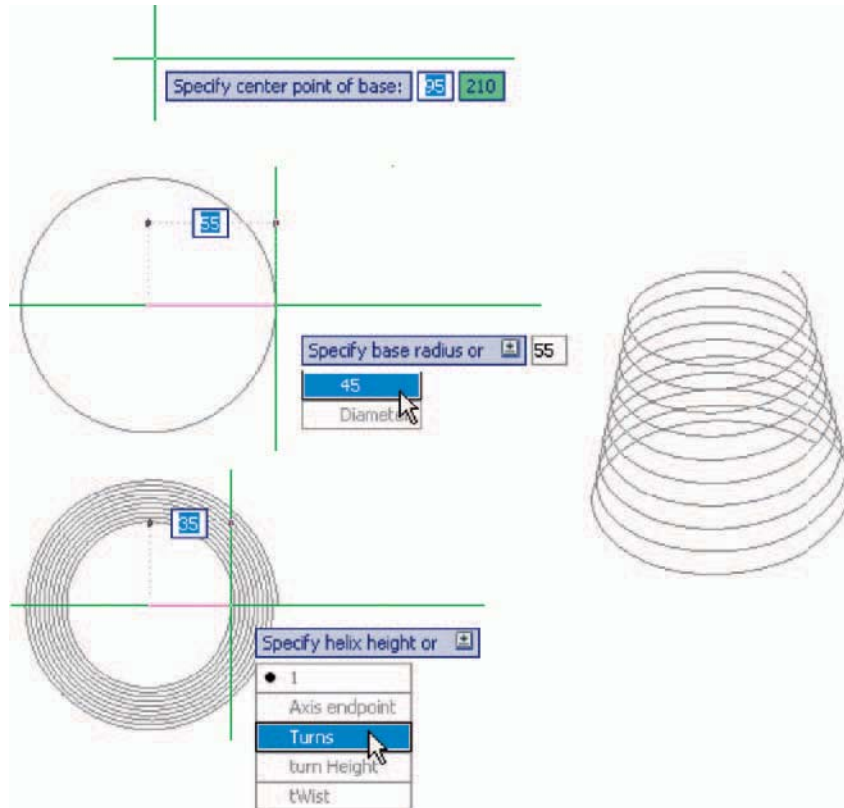 Specify center point of base: 95 210
55
Specify base radius or 55
45
Diameter
35
Specify helix height or
1
Axis endpoint
Turns
turn Height
tWist